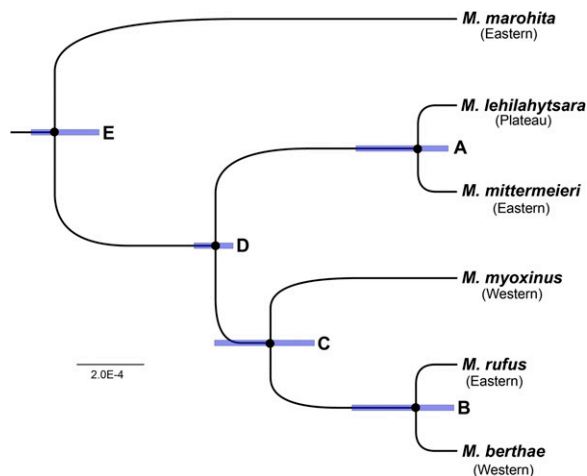 M. marohita
(Eastern)
M. lehilahytsara
(Plateau)
E
A
M. mittermeieri
(Eastern)
D
M. myoxinus
(Western)
C
2.0E-4
M. rufus
(Eastern)
B
M. berthae
(Western)